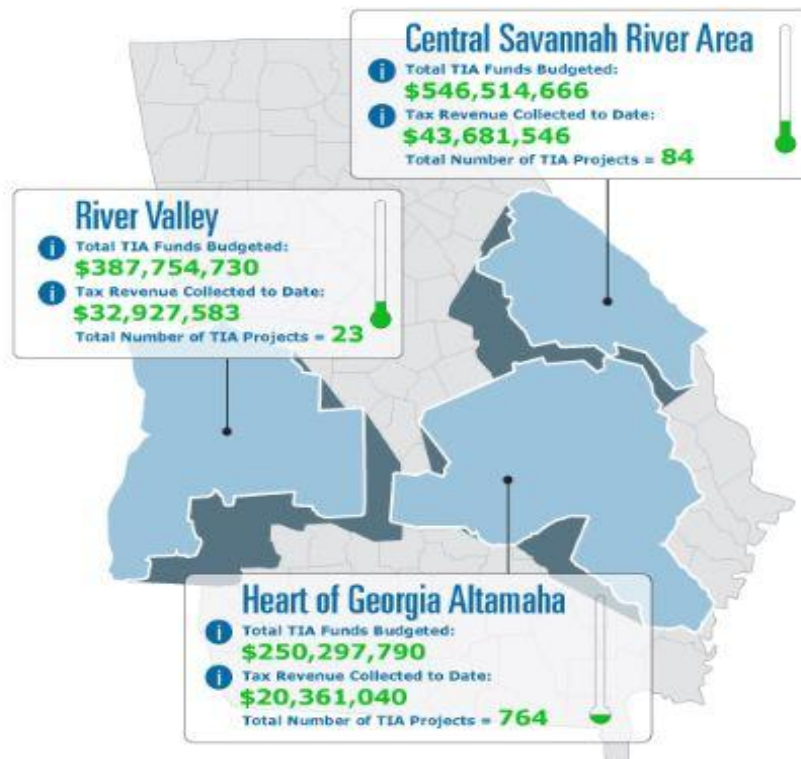 Central Savannah River Area
i Total TIA Funds Budgeted:
$546,514,666
i Tax Revenue Collected to Date:
$43,681,546
Total Number of TIA Projects = 84
River Valley
i Total TIA Funds Budgeted:
$387,754,730
i Tax Revenue Collected to Date:
$32,927,583
Total Number of TIA Projects = 23
Heart of Georgia Altamaha
i Total TIA Funds Budgeted:
$250,297,790
i Tax Revenue Collected to Date:
$20,361,040
Total Number of TIA Projects = 764